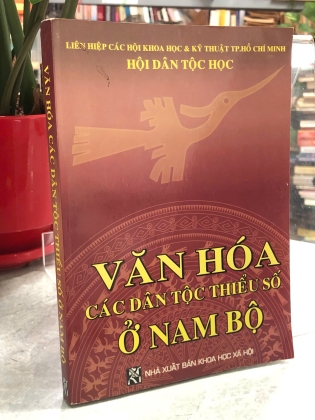 LIÊN HIỆP CÁC HỘI KHOA HỌC & KỸ THUẬT TP.HỒ CHÍ MINH
HỘI DÂN TỘC HỌC
VĂN HÓA
CÁC DÂN TỘC THIỂU SỐ
Ở NAM BỘ
NHÀ XUẤT BẢN KHOA HỌC XÃ HỘI
VĂN HÓA CÁC DÂN TỘC THIỂU SỐ Ở NAM BỘ